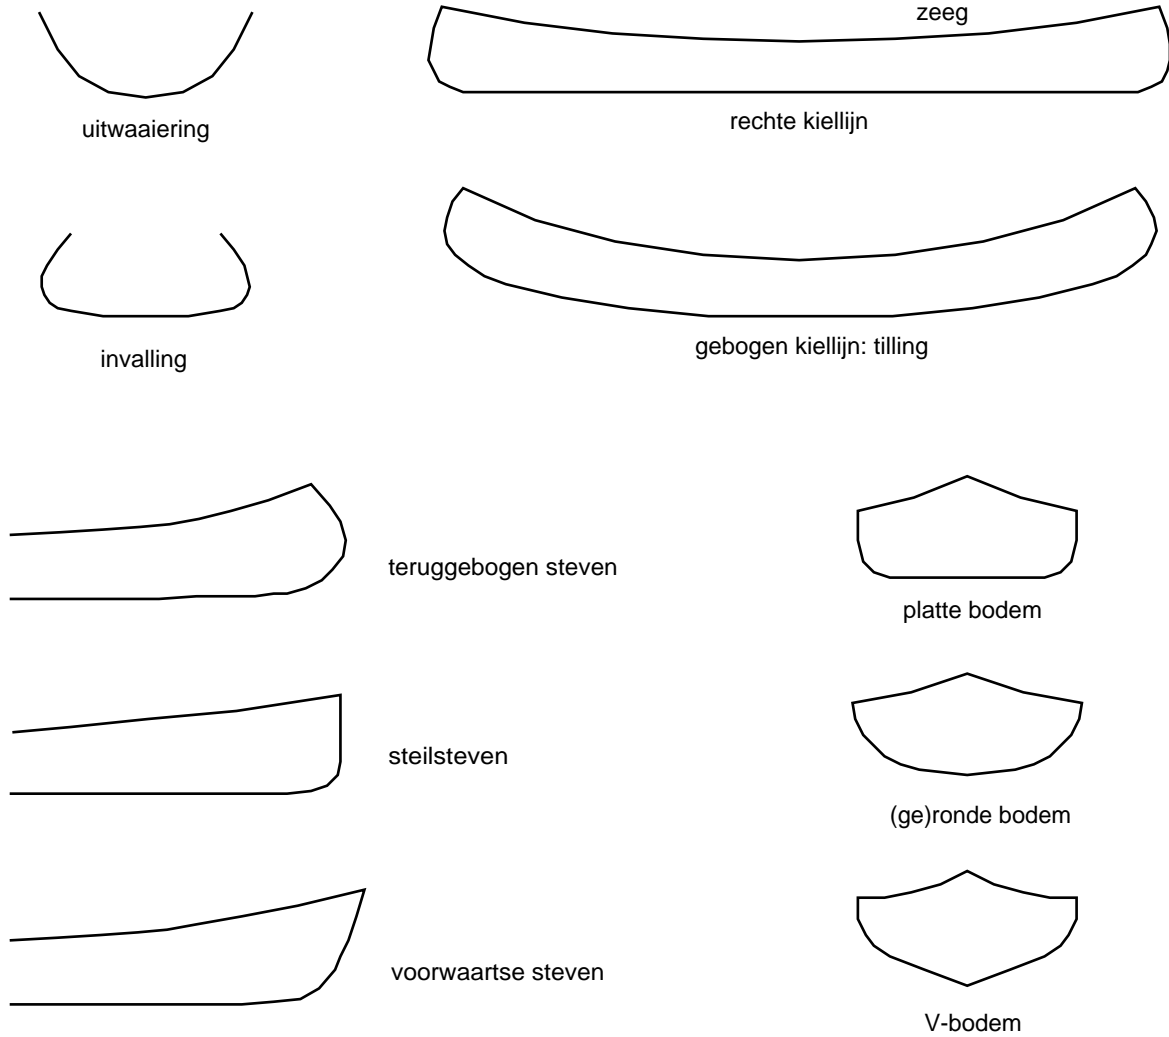 zeeg
uitwaaiering
rechte kiellijn
invalling
gebogen kiellijn: tilling
teruggebogen steven
platte bodem
steilsteven
(ge)ronde bodem
voorwaartse steven
V-bodem